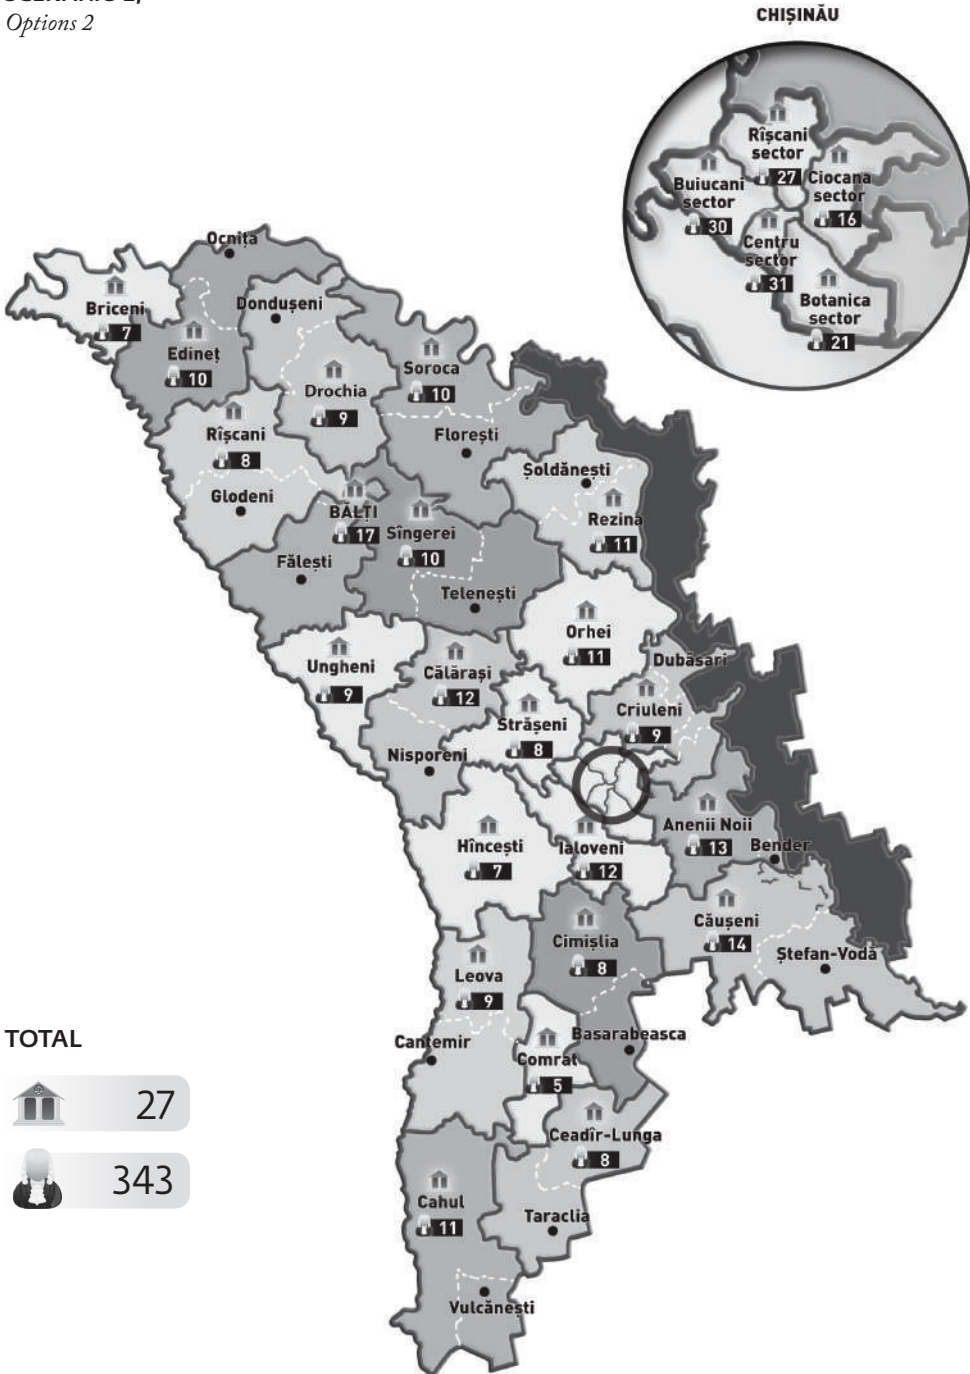 Options 2
CHIȘINĂU
Rîșcani
sector
27
Ciocana
sector
16
Buiucani
sector
30
Centru
sector
31
Botanica
sector
21
Ocnița
Briceni
7
Dondușeni
Edineț
10
Soroca
10
Drochia
9
Rîșcani
8
Florești
Șoldănești
Glodeni
BĂLȚI
17
Sîngerei
10
Rezina
11
Fălești
Telenești
Orhei
11
Ungheni
9
Călărași
12
Dubăsari
Criuleni
9
Strășeni
8
Nisporeni
Anenii Noii
13
Hîncești
7
Ialoveni
12
Bender
Căușeni
14
Cimișlia
8
Ștefan-Vodă
Leova
9
Cantemir
Basarabeasca
Comrat
5
Ceadîr-Lunga
8
Cahul
11
Taraclia
Vulcănești
TOTAL
27
343